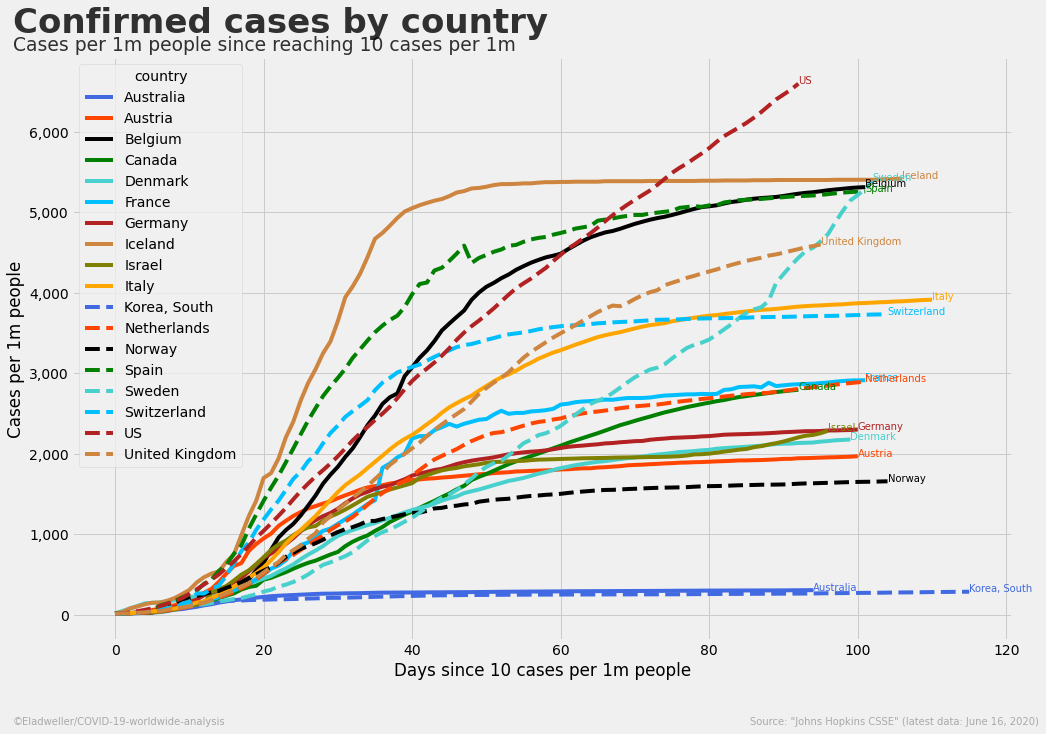 Confirmed cases by country
Cases per 1m people since reaching 10 cases per 1m
country
Australia
Austria
Belgium
Canada
Denmark
France
Germany
Iceland
Israel
Italy
Korea, South
Netherlands
Norway
Spain
Sweden
Switzerland
US
United Kingdom
Cases per 1m people
6,000
5,000
4,000
3,000
2,000
1,000
0
US
Sweden
Iceland
Belgium
Spain
United Kingdom
Italy
Switzerland
France
Netherlands
Canada
Israel
Germany
Denmark
Austria
Norway
Australia
Korea, South
0 20 40 60 80 100 120
Days since 10 cases per 1m people
©Eladweller/COVID-19-worldwide-analysis
Source: "Johns Hopkins CSSE" (latest data: June 16, 2020)